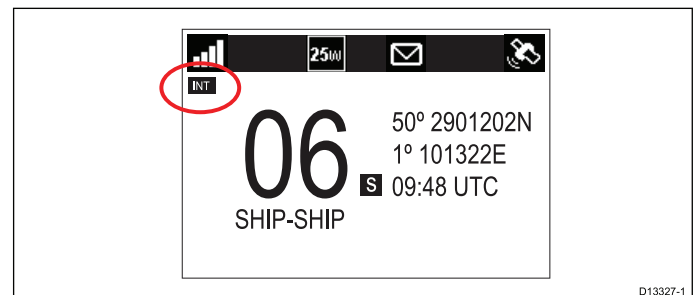 25W
INT
06
50º 2901202N
1º 101322E
S 09:48 UTC
SHIP-SHIP
D13327-1